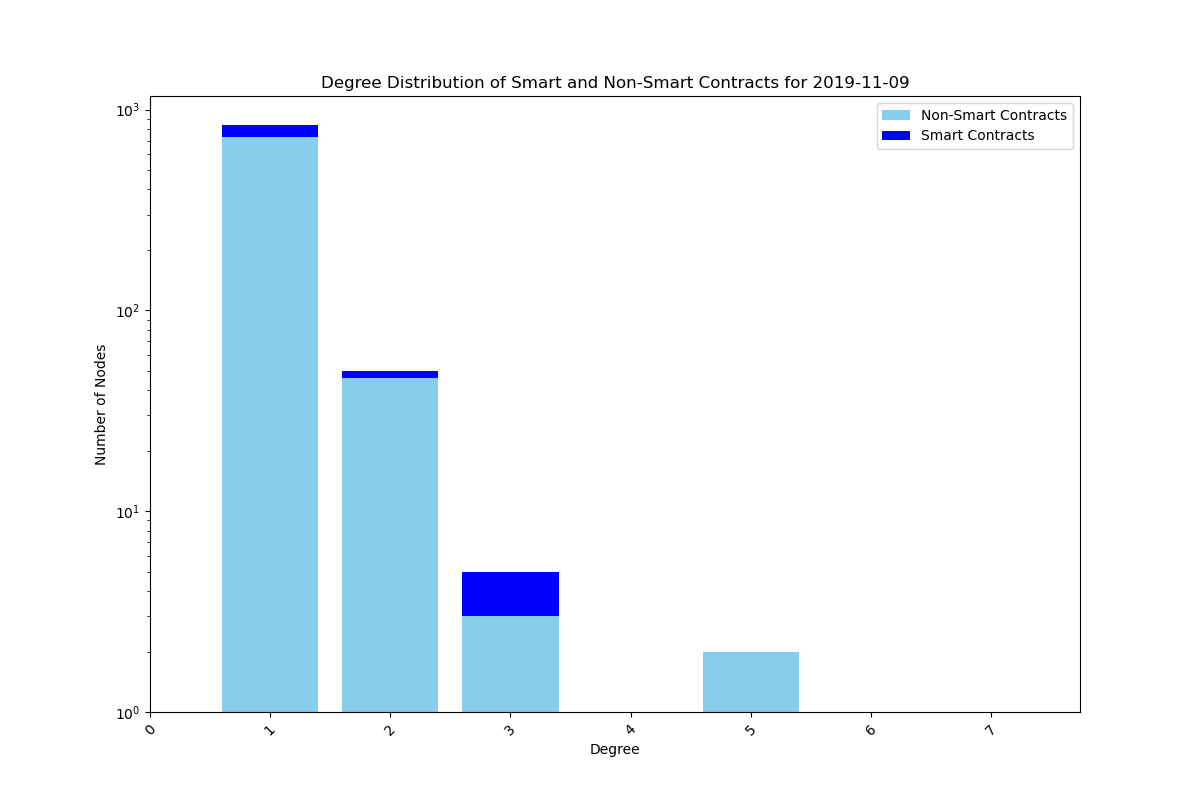 Degree Distribution of Smart and Non-Smart Contracts for 2019-11-09
Non-Smart Contracts
Smart Contracts
Number of Nodes
10³
10²
10¹
10⁰
0 1 2 3 4 5 6 7
Degree